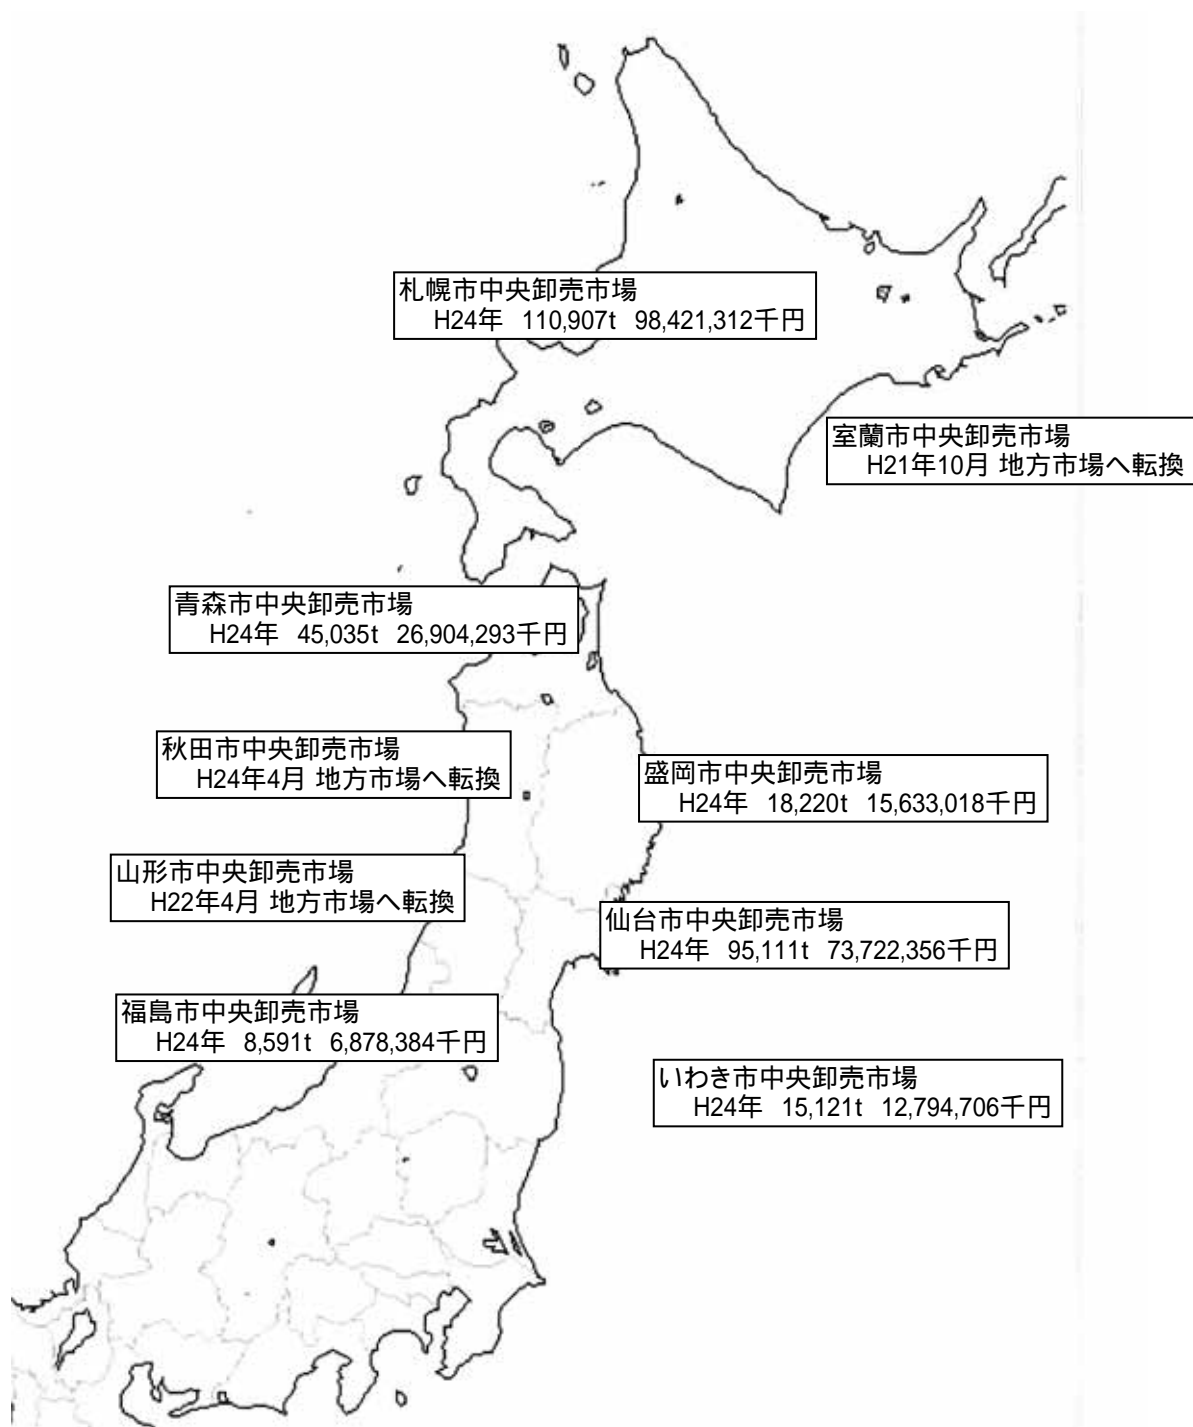 札幌市中央卸売市場
H24年 110,907t 98,421,312千円
室蘭市中央卸売市場
H21年10月 地方市場へ転換
青森市中央卸売市場
H24年 45,035t 26,904,293千円
秋田市中央卸売市場
H24年4月 地方市場へ転換
盛岡市中央卸売市場
H24年 18,220t 15,633,018千円
山形市中央卸売市場
H22年4月 地方市場へ転換
仙台市中央卸売市場
H24年 95,111t 73,722,356千円
福島市中央卸売市場
H24年 8,591t 6,878,384千円
いわき市中央卸売市場
H24年 15,121t 12,794,706千円